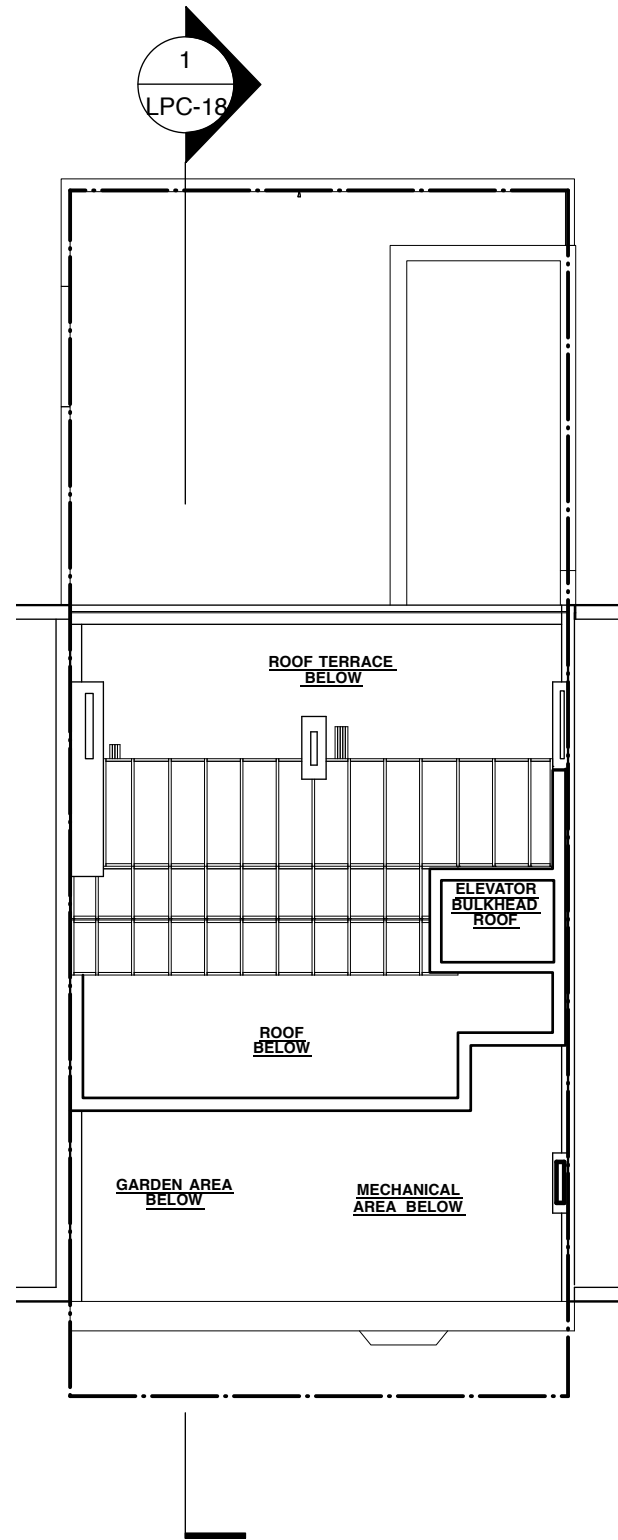 1
LPC-18
ROOF TERRACE
BELOW
ELEVATOR
BULKHEAD
ROOF
ROOF
BELOW
GARDEN AREA
BELOW
MECHANICAL
AREA BELOW